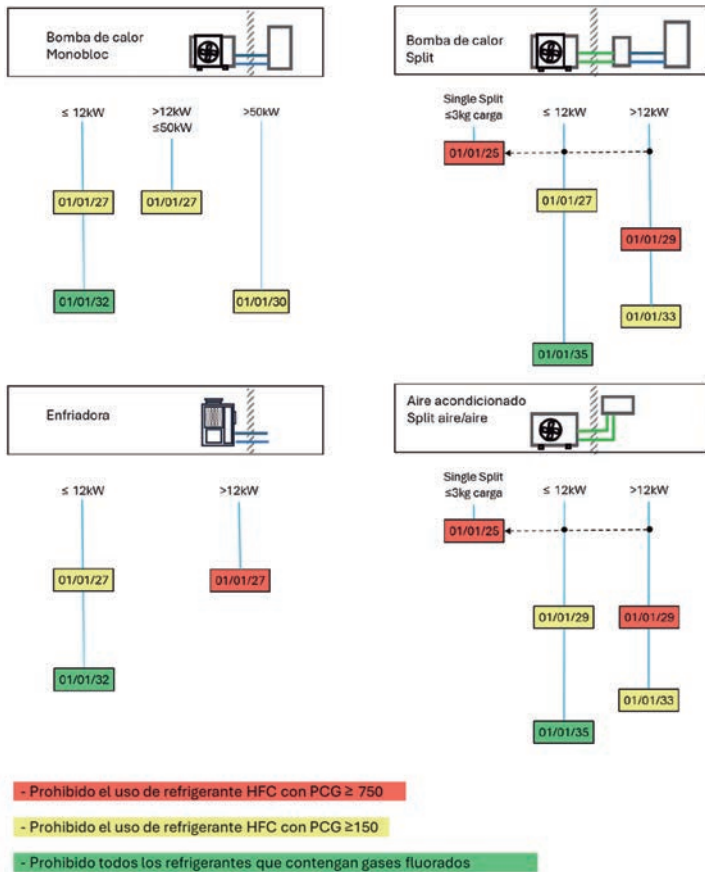 Bomba de calor
Monobloc
≤ 12kW
>12kW
≤50kW
>50kW
01/01/27
01/01/27
01/01/32
01/01/30
Bomba de calor
Split
Single Split
≤3kg carga
≤ 12kW
>12kW
01/01/25
01/01/27
01/01/29
01/01/33
01/01/35
Enfriadora
≤ 12kW
>12kW
01/01/27
01/01/27
01/01/32
Aire acondicionado
Split aire/aire
Single Split
≤3kg carga
≤ 12kW
>12kW
01/01/25
01/01/29
01/01/29
01/01/33
01/01/35
- Prohibido el uso de refrigerante HFC con PCG ≥ 750
- Prohibido el uso de refrigerante HFC con PCG ≥150
- Prohibido todos los refrigerantes que contengan gases fluorados